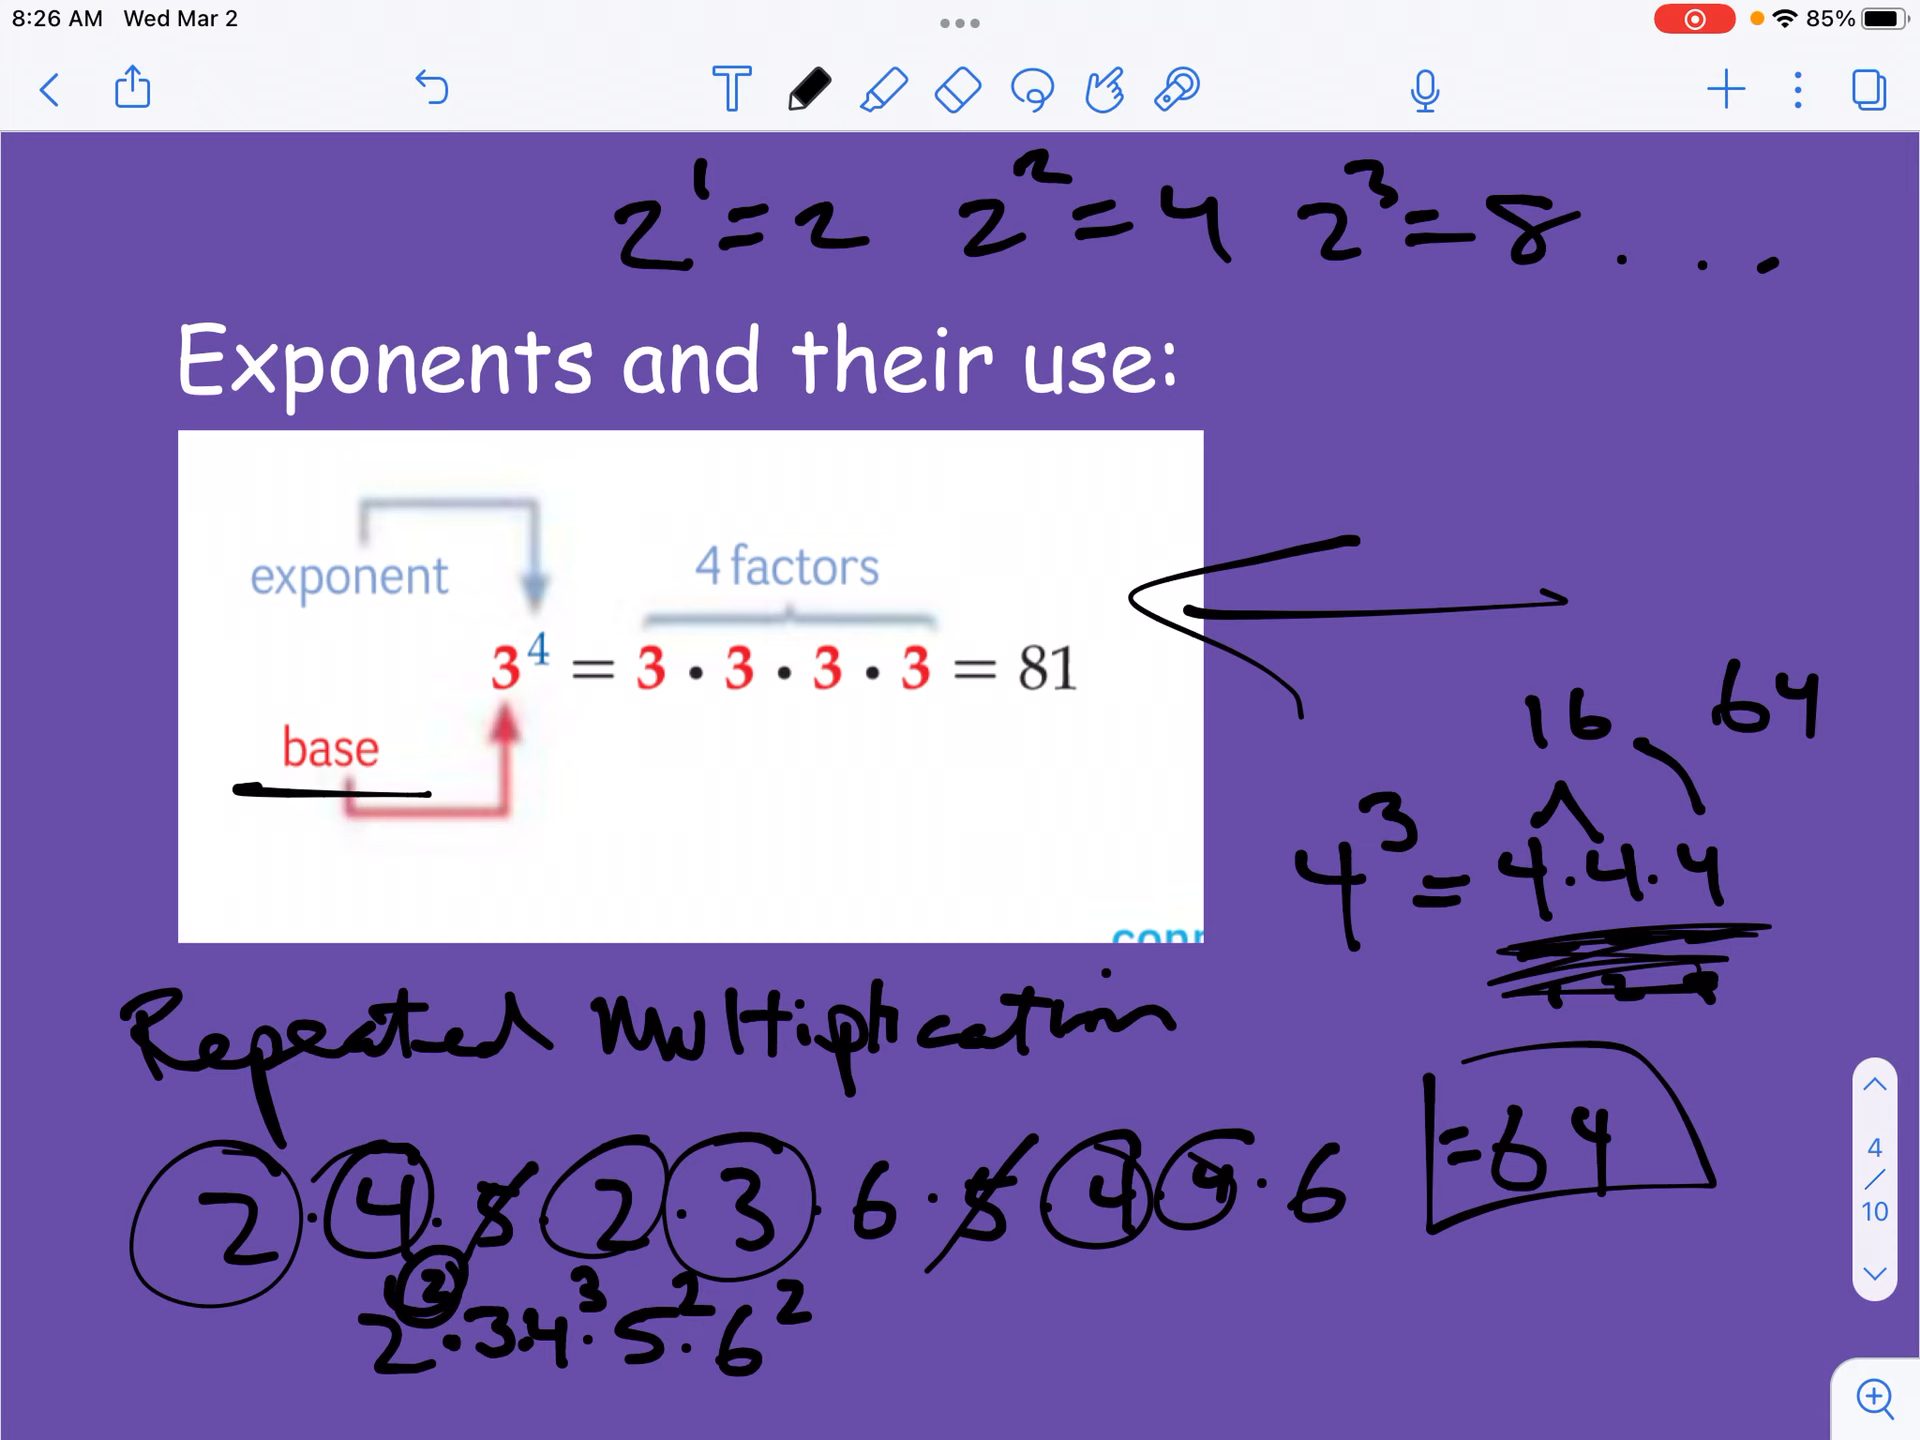 8:26 AM Wed Mar 2
85%
2¹=2 2²=4 2³=8 . . .
Exponents and their use:
exponent
4 factors
3⁴ = 3 • 3 • 3 • 3 = 81
base
16 64
4³=4.4.4
Repeated Multiplication
=64
2.4.5.2.3.6.5.4.4.6
2².3.4³.5².6²
4
/
10